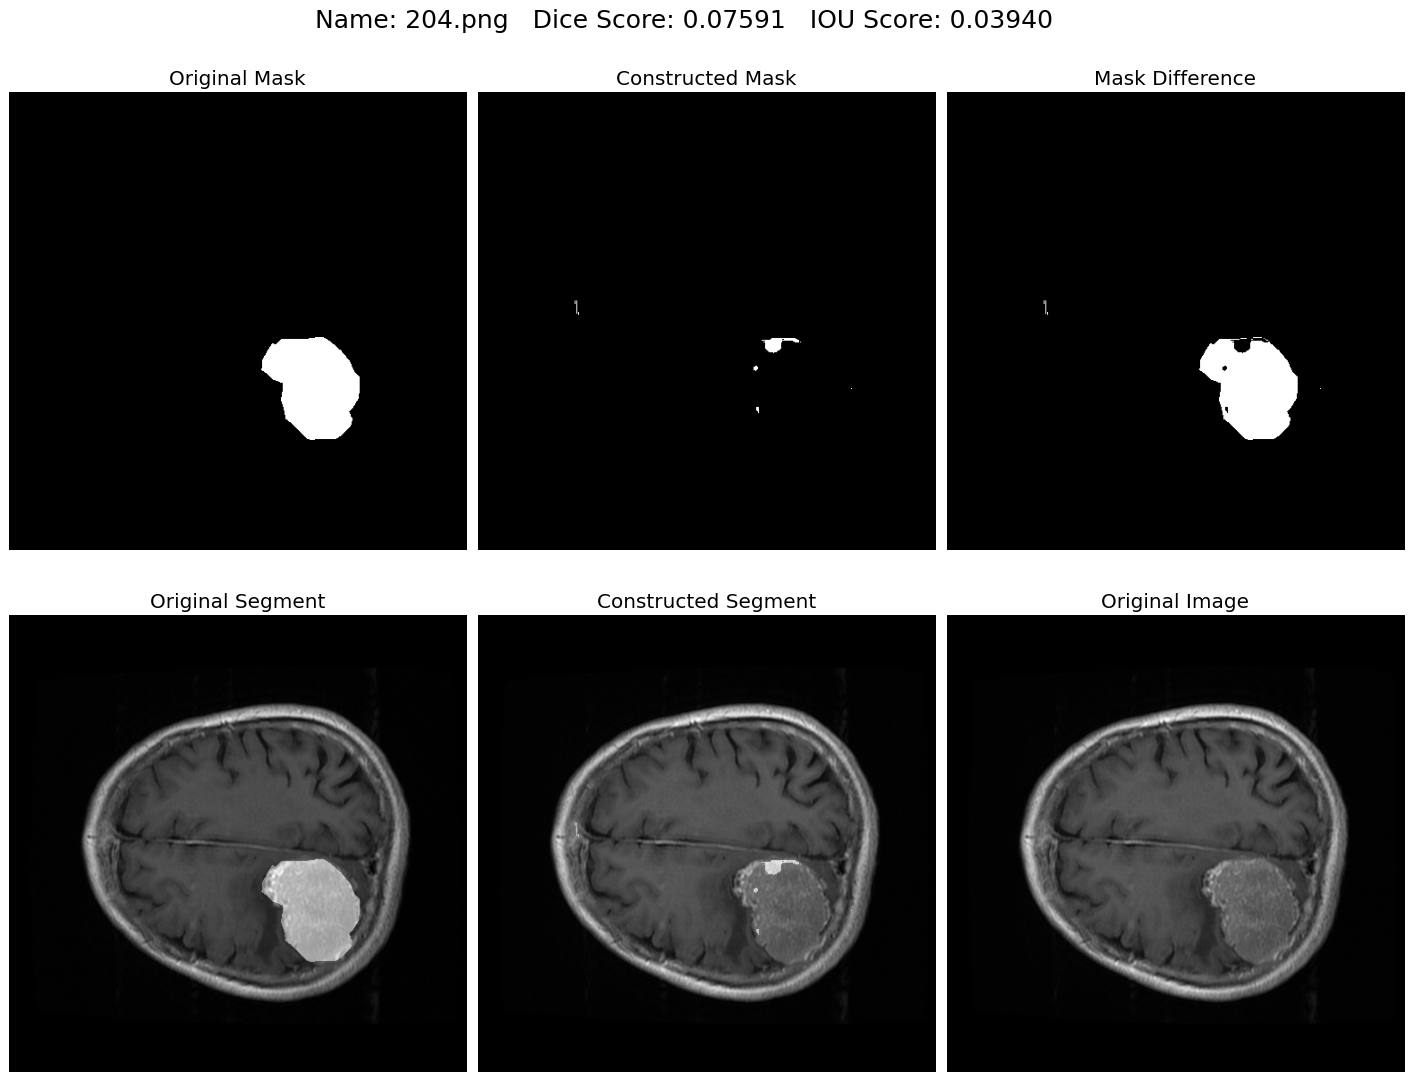 Name: 204.png   Dice Score: 0.07591   IOU Score: 0.03940
Original Mask
Constructed Mask
Mask Difference
Original Segment
Constructed Segment
Original Image